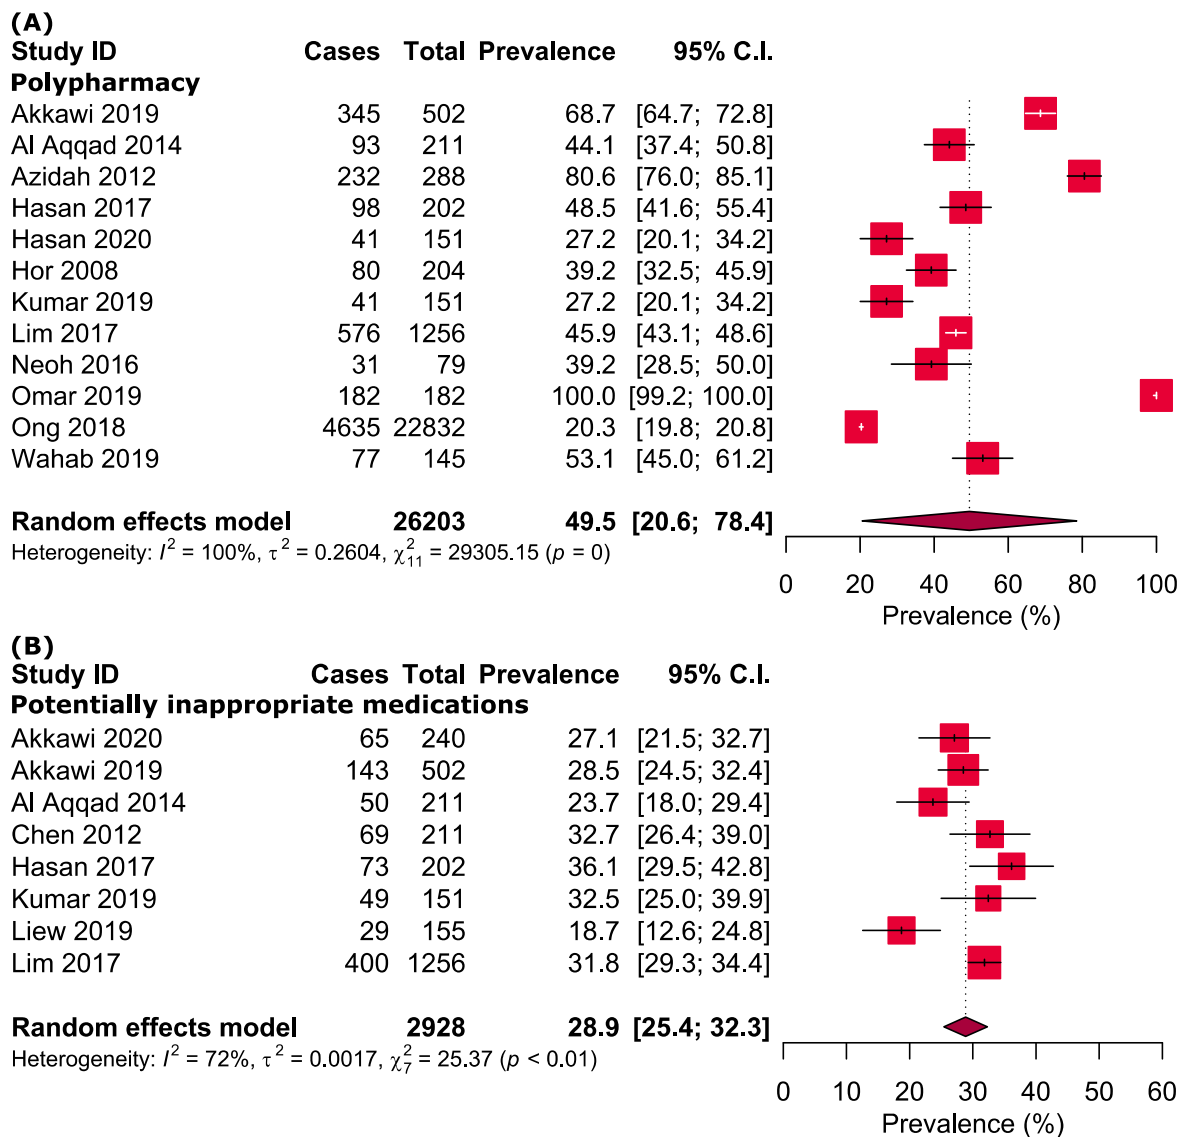 (A)
Study ID Cases Total Prevalence 95% C.I.
Polypharmacy
Akkawi 2019 345 502 68.7 [64.7; 72.8]
Al Aqqad 2014 93 211 44.1 [37.4; 50.8]
Azidah 2012 232 288 80.6 [76.0; 85.1]
Hasan 2017 98 202 48.5 [41.6; 55.4]
Hasan 2020 41 151 27.2 [20.1; 34.2]
Hor 2008 80 204 39.2 [32.5; 45.9]
Kumar 2019 41 151 27.2 [20.1; 34.2]
Lim 2017 576 1256 45.9 [43.1; 48.6]
Neoh 2016 31 79 39.2 [28.5; 50.0]
Omar 2019 182 182 100.0 [99.2; 100.0]
Ong 2018 4635 22832 20.3 [19.8; 20.8]
Wahab 2019 77 145 53.1 [45.0; 61.2]
Random effects model 26203 49.5 [20.6; 78.4]
Heterogeneity: I² = 100%, τ² = 0.2604, χ²₁₁ = 29305.15 (p = 0)
0 20 40 60 80 100
Prevalence (%)
(B)
Study ID Cases Total Prevalence 95% C.I.
Potentially inappropriate medications
Akkawi 2020 65 240 27.1 [21.5; 32.7]
Akkawi 2019 143 502 28.5 [24.5; 32.4]
Al Aqqad 2014 50 211 23.7 [18.0; 29.4]
Chen 2012 69 211 32.7 [26.4; 39.0]
Hasan 2017 73 202 36.1 [29.5; 42.8]
Kumar 2019 49 151 32.5 [25.0; 39.9]
Liew 2019 29 155 18.7 [12.6; 24.8]
Lim 2017 400 1256 31.8 [29.3; 34.4]
Random effects model 2928 28.9 [25.4; 32.3]
Heterogeneity: I² = 72%, τ² = 0.0017, χ²₇ = 25.37 (p < 0.01)
0 10 20 30 40 50 60
Prevalence (%)